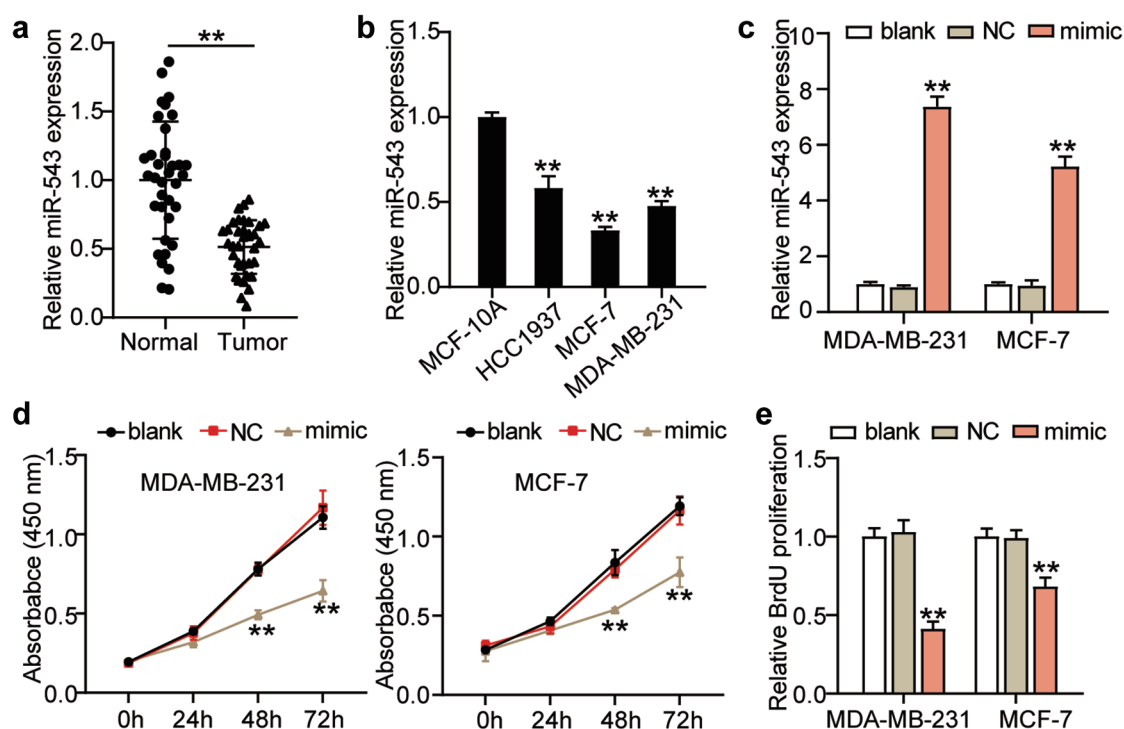 a
**
Relative miR-543 expression
2.0
1.5
1.0
0.5
0.0
Normal Tumor
b
Relative miR-543 expression
1.5
1.0
0.5
0.0
**
**
**
MCF-10A
HCC1937
MCF-7
MDA-MB-231
c
blank NC mimic
Relative miR-543 expression
10
8
6
4
2
0
**
**
MDA-MB-231 MCF-7
d
blank NC mimic
MDA-MB-231
Absorbabce (450 nm)
1.5
1.0
0.5
0.0
**
**
0h 24h 48h 72h
blank NC mimic
MCF-7
Absorbabce (450 nm)
1.5
1.0
0.5
0.0
**
**
0h 24h 48h 72h
e
blank NC mimic
Relative BrdU proliferation
1.5
1.0
0.5
0.0
**
**
MDA-MB-231 MCF-7